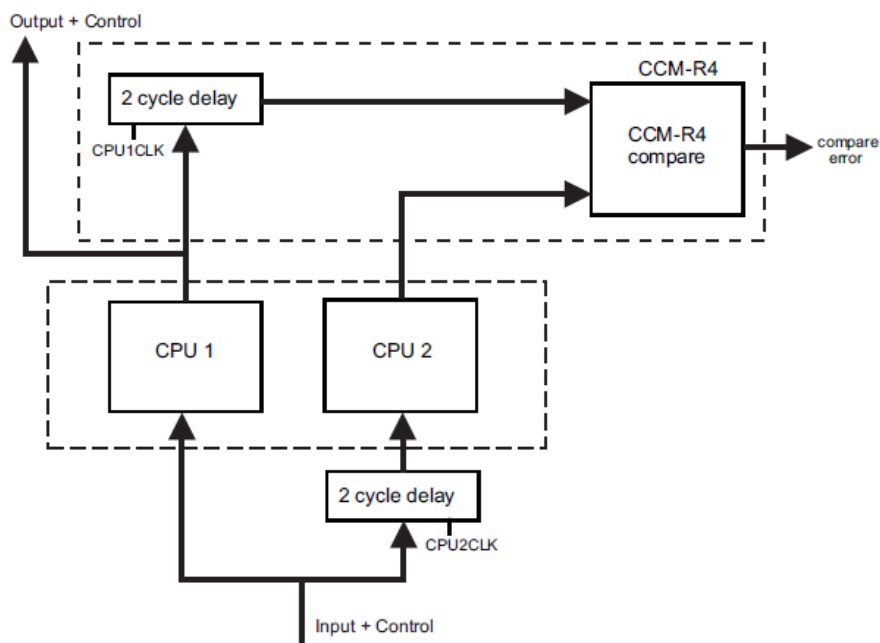 Output + Control
CCM-R4
2 cycle delay
CPU1CLK
CCM-R4
compare
compare
error
CPU 1
CPU 2
2 cycle delay
CPU2CLK
Input + Control